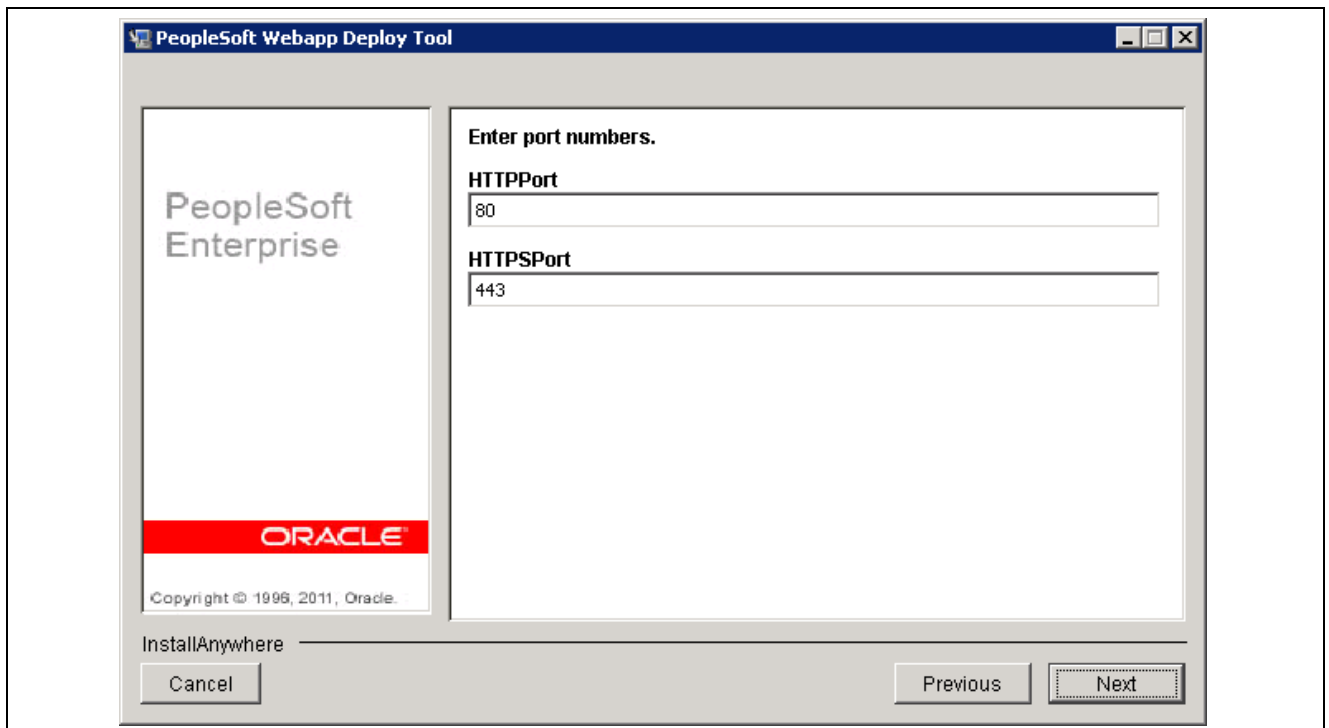 PeopleSoft Webapp Deploy Tool
PeopleSoft
Enterprise
ORACLE
Copyright © 1996, 2011, Oracle.
Enter port numbers.
HTTPPort
80
HTTPSPort
443
InstallAnywhere
Cancel
Previous
Next